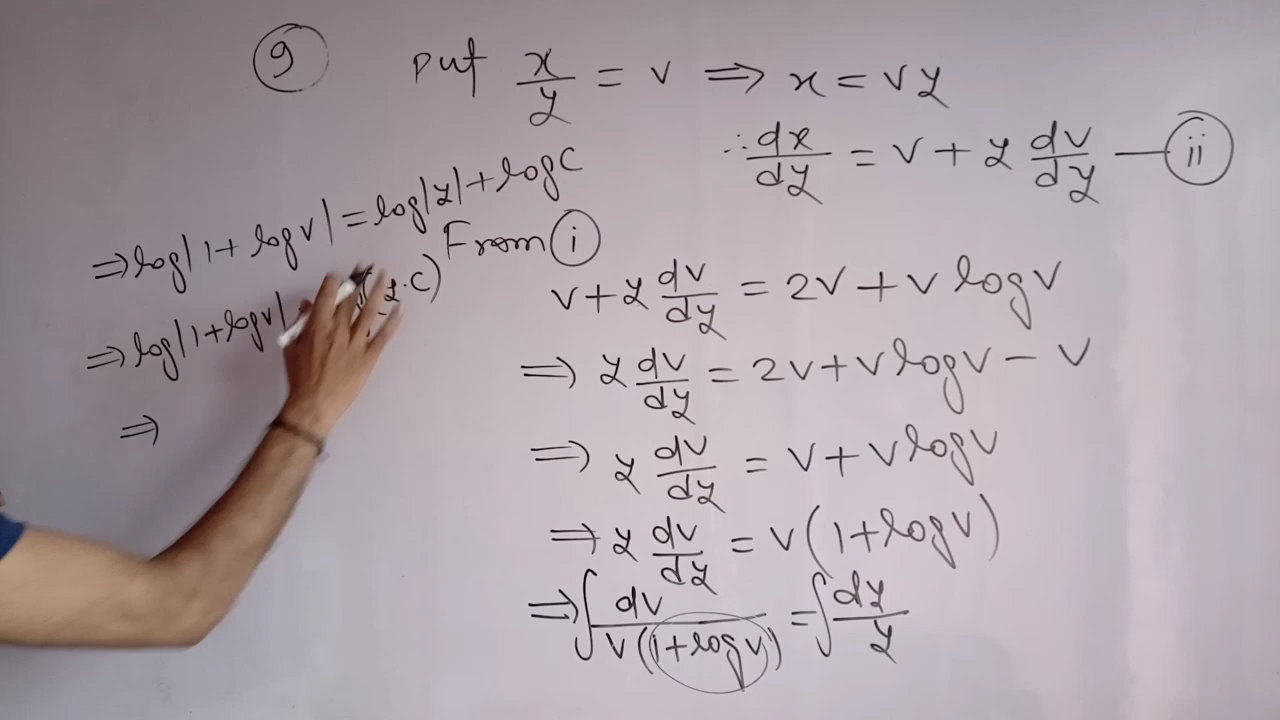 9 put x/y = v ⇒ x = vy
∴ dx/dy = v + y dv/dy — ii
⇒ log|1 + log v| = log|y| + log C
From i
⇒ log|1 + log v| y·C)
⇒
v + y dv/dy = 2v + v log v
⇒ y dv/dy = 2v + v log v − v
⇒ y dv/dy = v + v log v
⇒ y dv/dy = v(1 + log v)
⇒ ∫ dv/v(1 + log v) = ∫ dy/y